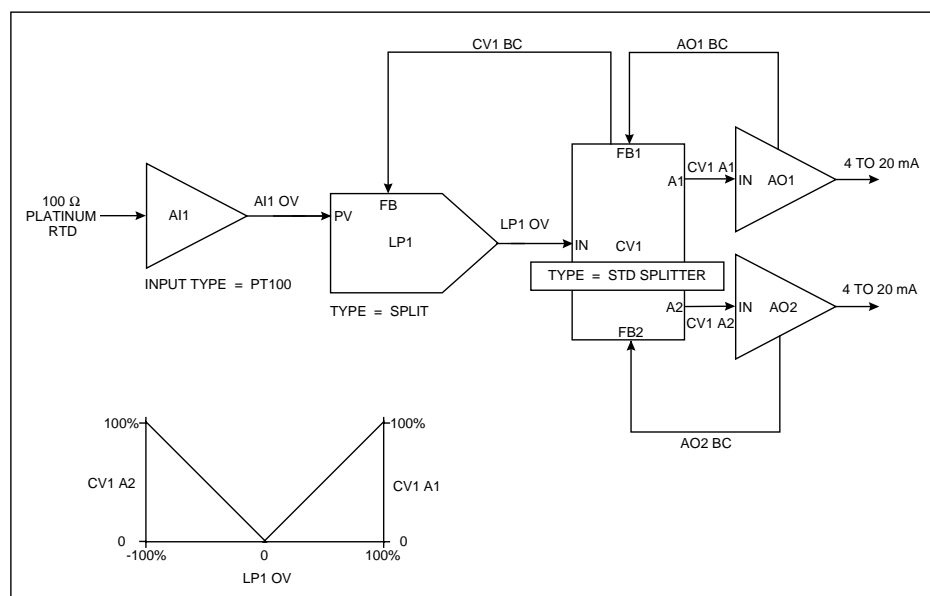 CV1 BC
AO1 BC
FB1
100 Ω
PLATINUM
RTD
AI1
AI1 OV
PV
FB
LP1
LP1 OV
IN
CV1
A1
CV1 A1
IN
AO1
4 TO 20 mA
INPUT TYPE = PT100
TYPE = SPLIT
TYPE = STD SPLITTER
A2
CV1 A2
IN
AO2
4 TO 20 mA
FB2
AO2 BC
100%
100%
CV1 A2
CV1 A1
0
0
-100%
0
100%
LP1 OV